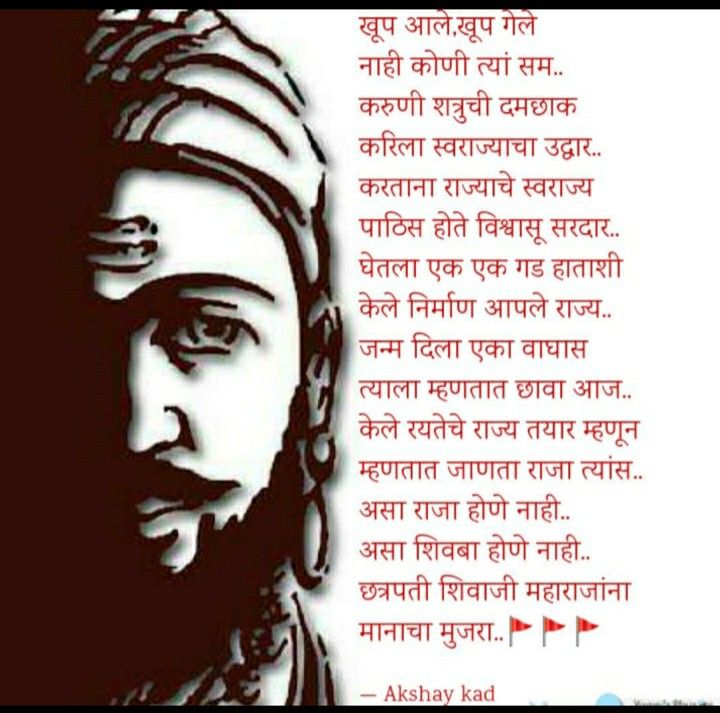 खूप आले,खूप गेले
नाही कोणी त्यां सम..
करुणी शत्रुची दमछाक
करिला स्वराज्याचा उद्वार..
करताना राज्याचे स्वराज्य
पाठिस होते विश्वासू सरदार..
घेतला एक एक गड हाताशी
केले निर्माण आपले राज्य..
जन्म दिला एका वाघास
त्याला म्हणतात छावा आज..
केले रयतेचे राज्य तयार म्हणून
म्हणतात जाणता राजा त्यांस..
असा राजा होणे नाही..
असा शिवबा होणे नाही..
छत्रपती शिवाजी महाराजांना
मानाचा मुजरा..🚩🚩🚩
— Akshay kad